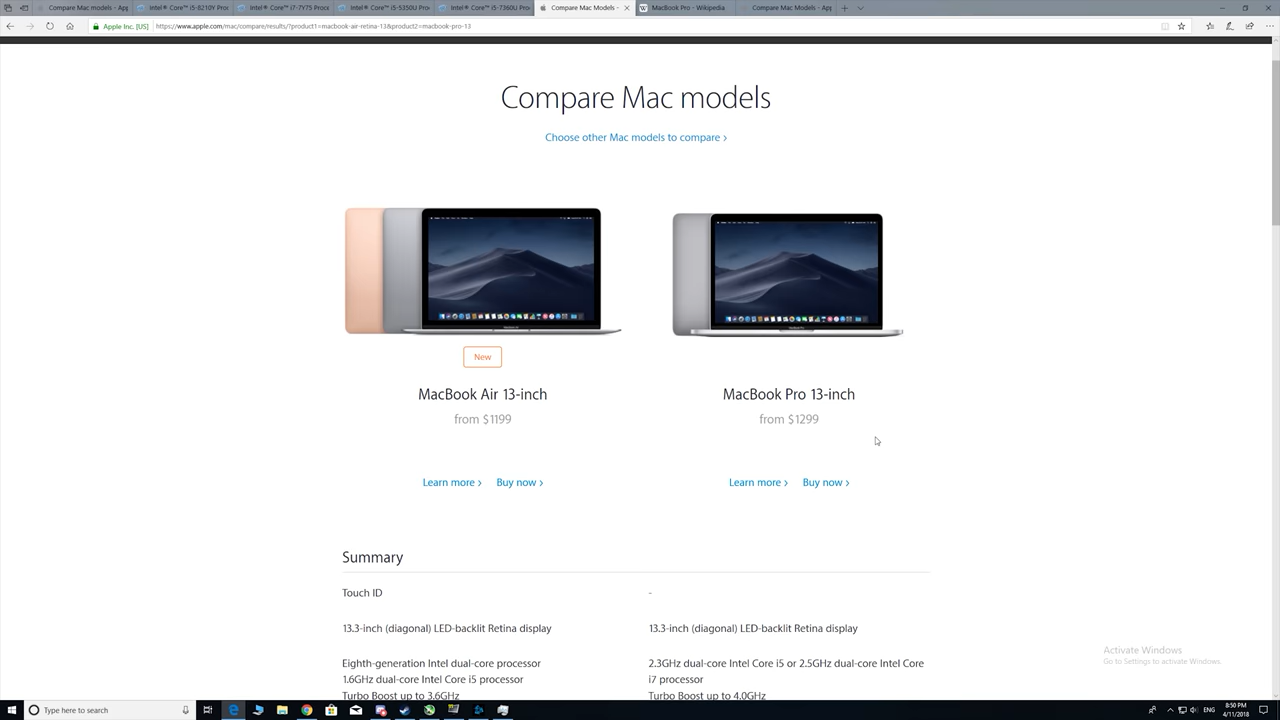 Compare Mac models - App
Intel® Core™ i5-8210Y Proc
Intel® Core™ i7-7Y75 Proce
Intel® Core™ i5-5350U Pro
Intel® Core™ i5-7360U Pro
Compare Mac Models -
MacBook Pro - Wikipedia
Compare Mac Models - App
Apple Inc. [US]
https://www.apple.com/mac/compare/results/?product1=macbook-air-retina-13&product2=macbook-pro-13
Compare Mac models
Choose other Mac models to compare >
New
MacBook Air 13-inch
MacBook Pro 13-inch
from $1199
from $1299
Learn more > Buy now >
Learn more > Buy now >
Summary
Touch ID
-
13.3-inch (diagonal) LED-backlit Retina display
13.3-inch (diagonal) LED-backlit Retina display
Eighth-generation Intel dual-core processor
1.6GHz dual-core Intel Core i5 processor
Turbo Boost up to 3.6GHz
2.3GHz dual-core Intel Core i5 or 2.5GHz dual-core Intel Core
i7 processor
Turbo Boost up to 4.0GHz
Activate Windows
Go to Settings to activate Windows.
Type here to search
ENG
8:50 PM
4/11/2018